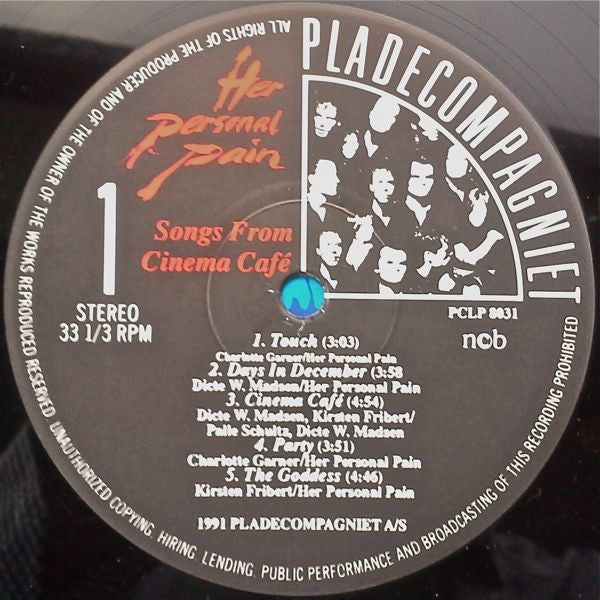 ALL RIGHTS OF THE PRODUCER AND OF THE OWNER OF THE WORKS REPRODUCED RESERVED. UNAUTHORIZED COPYING, HIRING, LENDING, PUBLIC PERFORMANCE AND BROADCASTING OF THIS RECORDING PROHIBITED
PLADECOMPAGNIET
Her
Personal
Pain
Songs From
Cinema Café
1
STEREO
33 1/3 RPM
PCLP 8031
ncb
1. Touch (3:03)
Charlotte Garner/Her Personal Pain
2. Days In December (3:58
Dicte W. Madsen/Her Personal Pain
3. Cinema Café (4:54)
Dicte W. Madsen, Kirsten Fribert/
Palle Schultz, Dicte W. Madsen
4. Party (3:51)
Charlotte Garner/Her Personal Pain
5. The Goddess (4:46)
Kirsten Fribert/Her Personal Pain
1991 PLADECOMPAGNIET A/S